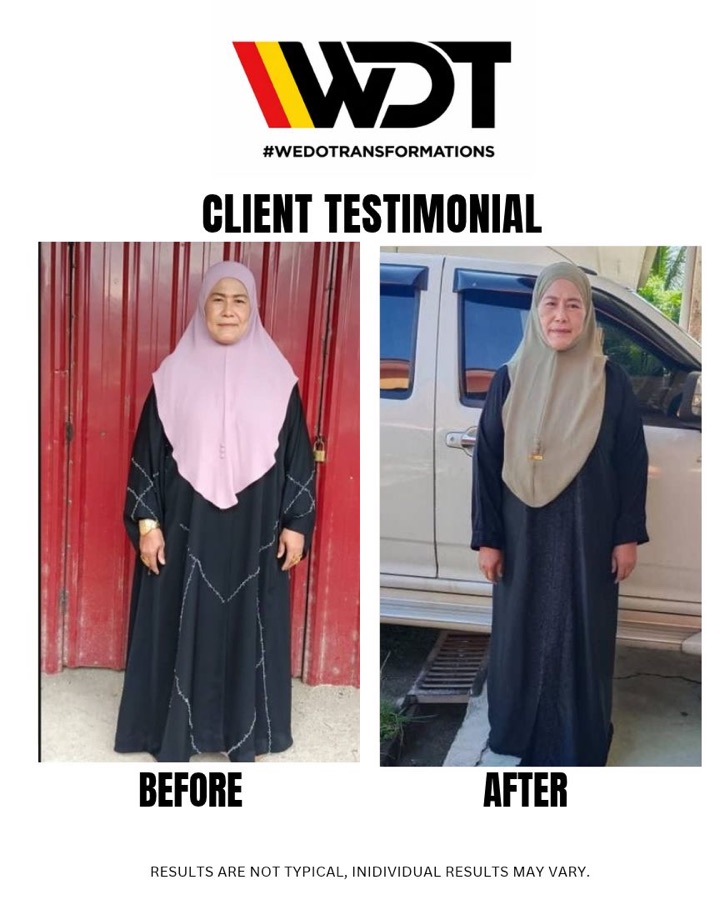 WDT
#WEDOTRANSFORMATIONS
CLIENT TESTIMONIAL
BEFORE
AFTER
RESULTS ARE NOT TYPICAL, INIDIVIDUAL RESULTS MAY VARY.